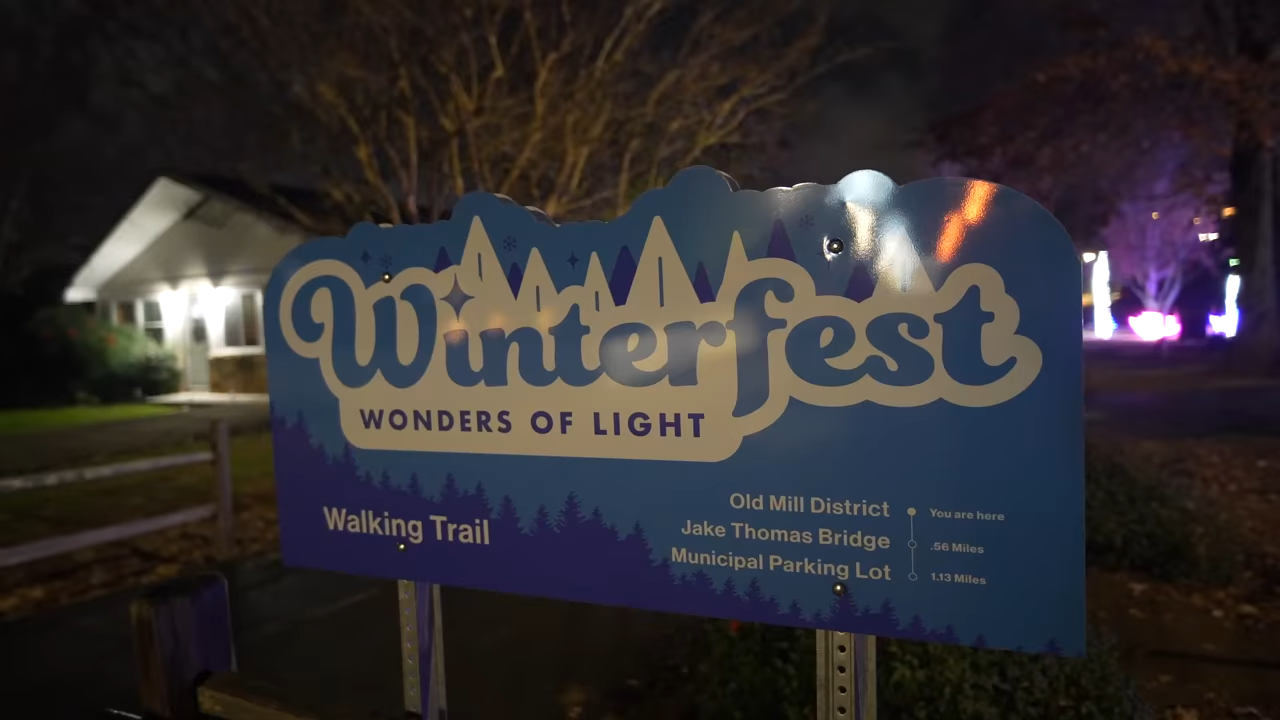 Winterfest
WONDERS OF LIGHT
Walking Trail
Old Mill District You are here
Jake Thomas Bridge .56 Miles
Municipal Parking Lot 1.13 Miles